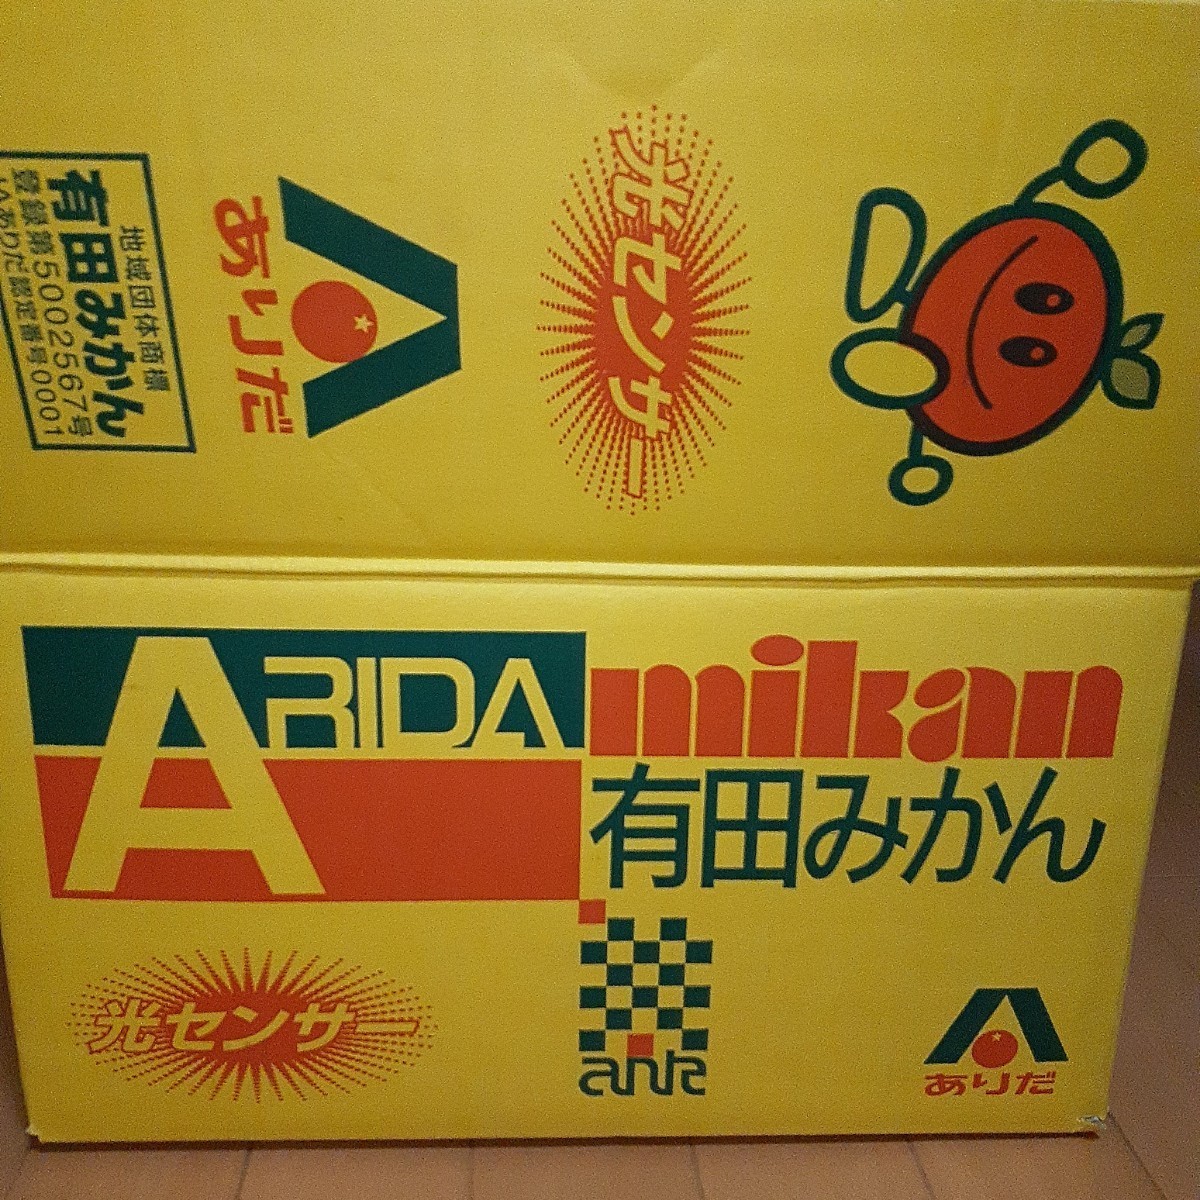 光センサー
ありだ
地域団体商標
有田みかん
登録第5002567号
JAありだ認定番号0001
ARIDA mikan
有田みかん
光センサー
ank
ありだ